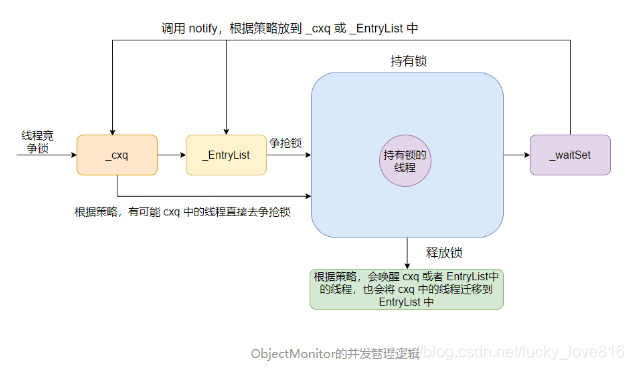 调用 notify，根据策略放到 _cxq 或 _EntryList 中
持有锁
线程竞
争锁
_cxq
_EntryList
争抢锁
持有锁的
线程
_waitSet
根据策略，有可能 cxq 中的线程直接去争抢锁
释放锁
根据策略，会唤醒 cxq 或者 EntryList中
的线程，也会将 cxq 中的线程迁移到
EntryList 中
ObjectMonitor的并发管理逻辑
blog.csdn.net/lucky_love816